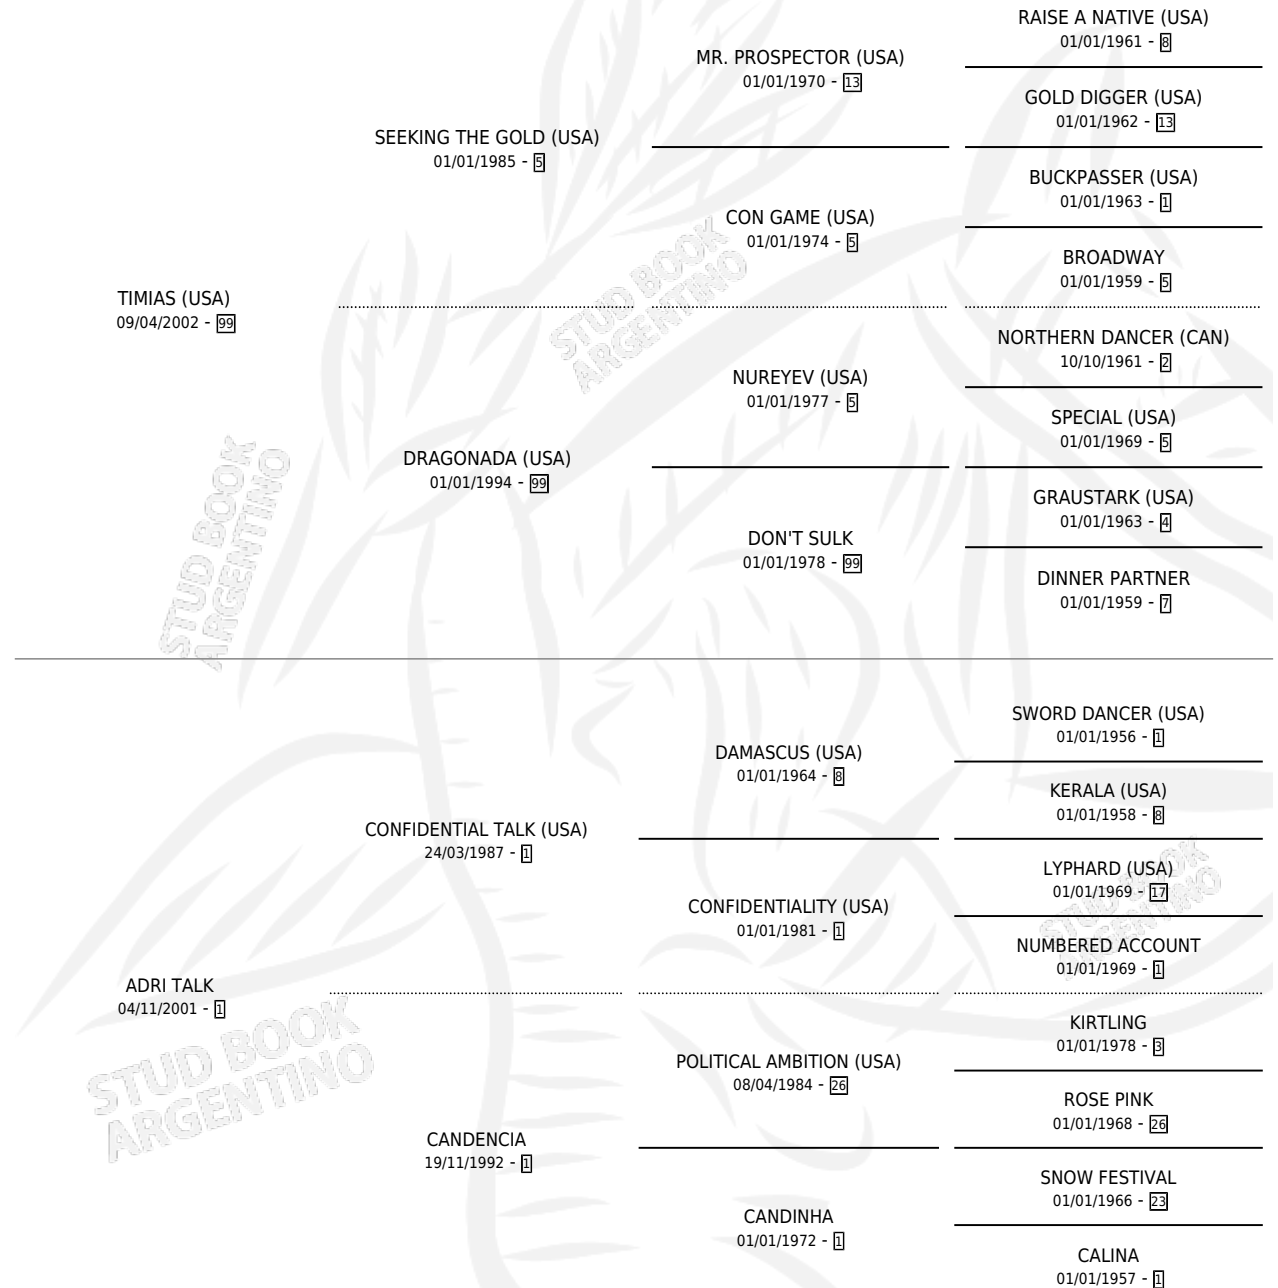 RAISE A NATIVE (USA)
01/01/1961 - 8
MR. PROSPECTOR (USA)
01/01/1970 - 13
GOLD DIGGER (USA)
01/01/1962 - 13
SEEKING THE GOLD (USA)
01/01/1985 - 5
BUCKPASSER (USA)
01/01/1963 - 1
CON GAME (USA)
01/01/1974 - 5
BROADWAY
01/01/1959 - 5
TIMIAS (USA)
09/04/2002 - 99
STUD BOOK
ARGENTINO
NORTHERN DANCER (CAN)
10/10/1961 - 2
NUREYEV (USA)
01/01/1977 - 5
SPECIAL (USA)
01/01/1969 - 5
DRAGONADA (USA)
01/01/1994 - 99
GRAUSTARK (USA)
01/01/1963 - 4
DON'T SULK
01/01/1978 - 99
DINNER PARTNER
01/01/1959 - 7
STUD BOOK
ARGENTINO
SWORD DANCER (USA)
01/01/1956 - 1
DAMASCUS (USA)
01/01/1964 - 8
KERALA (USA)
01/01/1958 - 8
CONFIDENTIAL TALK (USA)
24/03/1987 - 1
LYPHARD (USA)
01/01/1969 - 17
CONFIDENTIALITY (USA)
01/01/1981 - 1
STUD BOOK
ARGENTINO
NUMBERED ACCOUNT
01/01/1969 - 1
ADRI TALK
04/11/2001 - 1
STUD BOOK
ARGENTINO
KIRTLING
01/01/1978 - 3
POLITICAL AMBITION (USA)
08/04/1984 - 26
ROSE PINK
01/01/1968 - 26
CANDENCIA
19/11/1992 - 1
SNOW FESTIVAL
01/01/1966 - 23
CANDINHA
01/01/1972 - 1
CALINA
01/01/1957 - 1